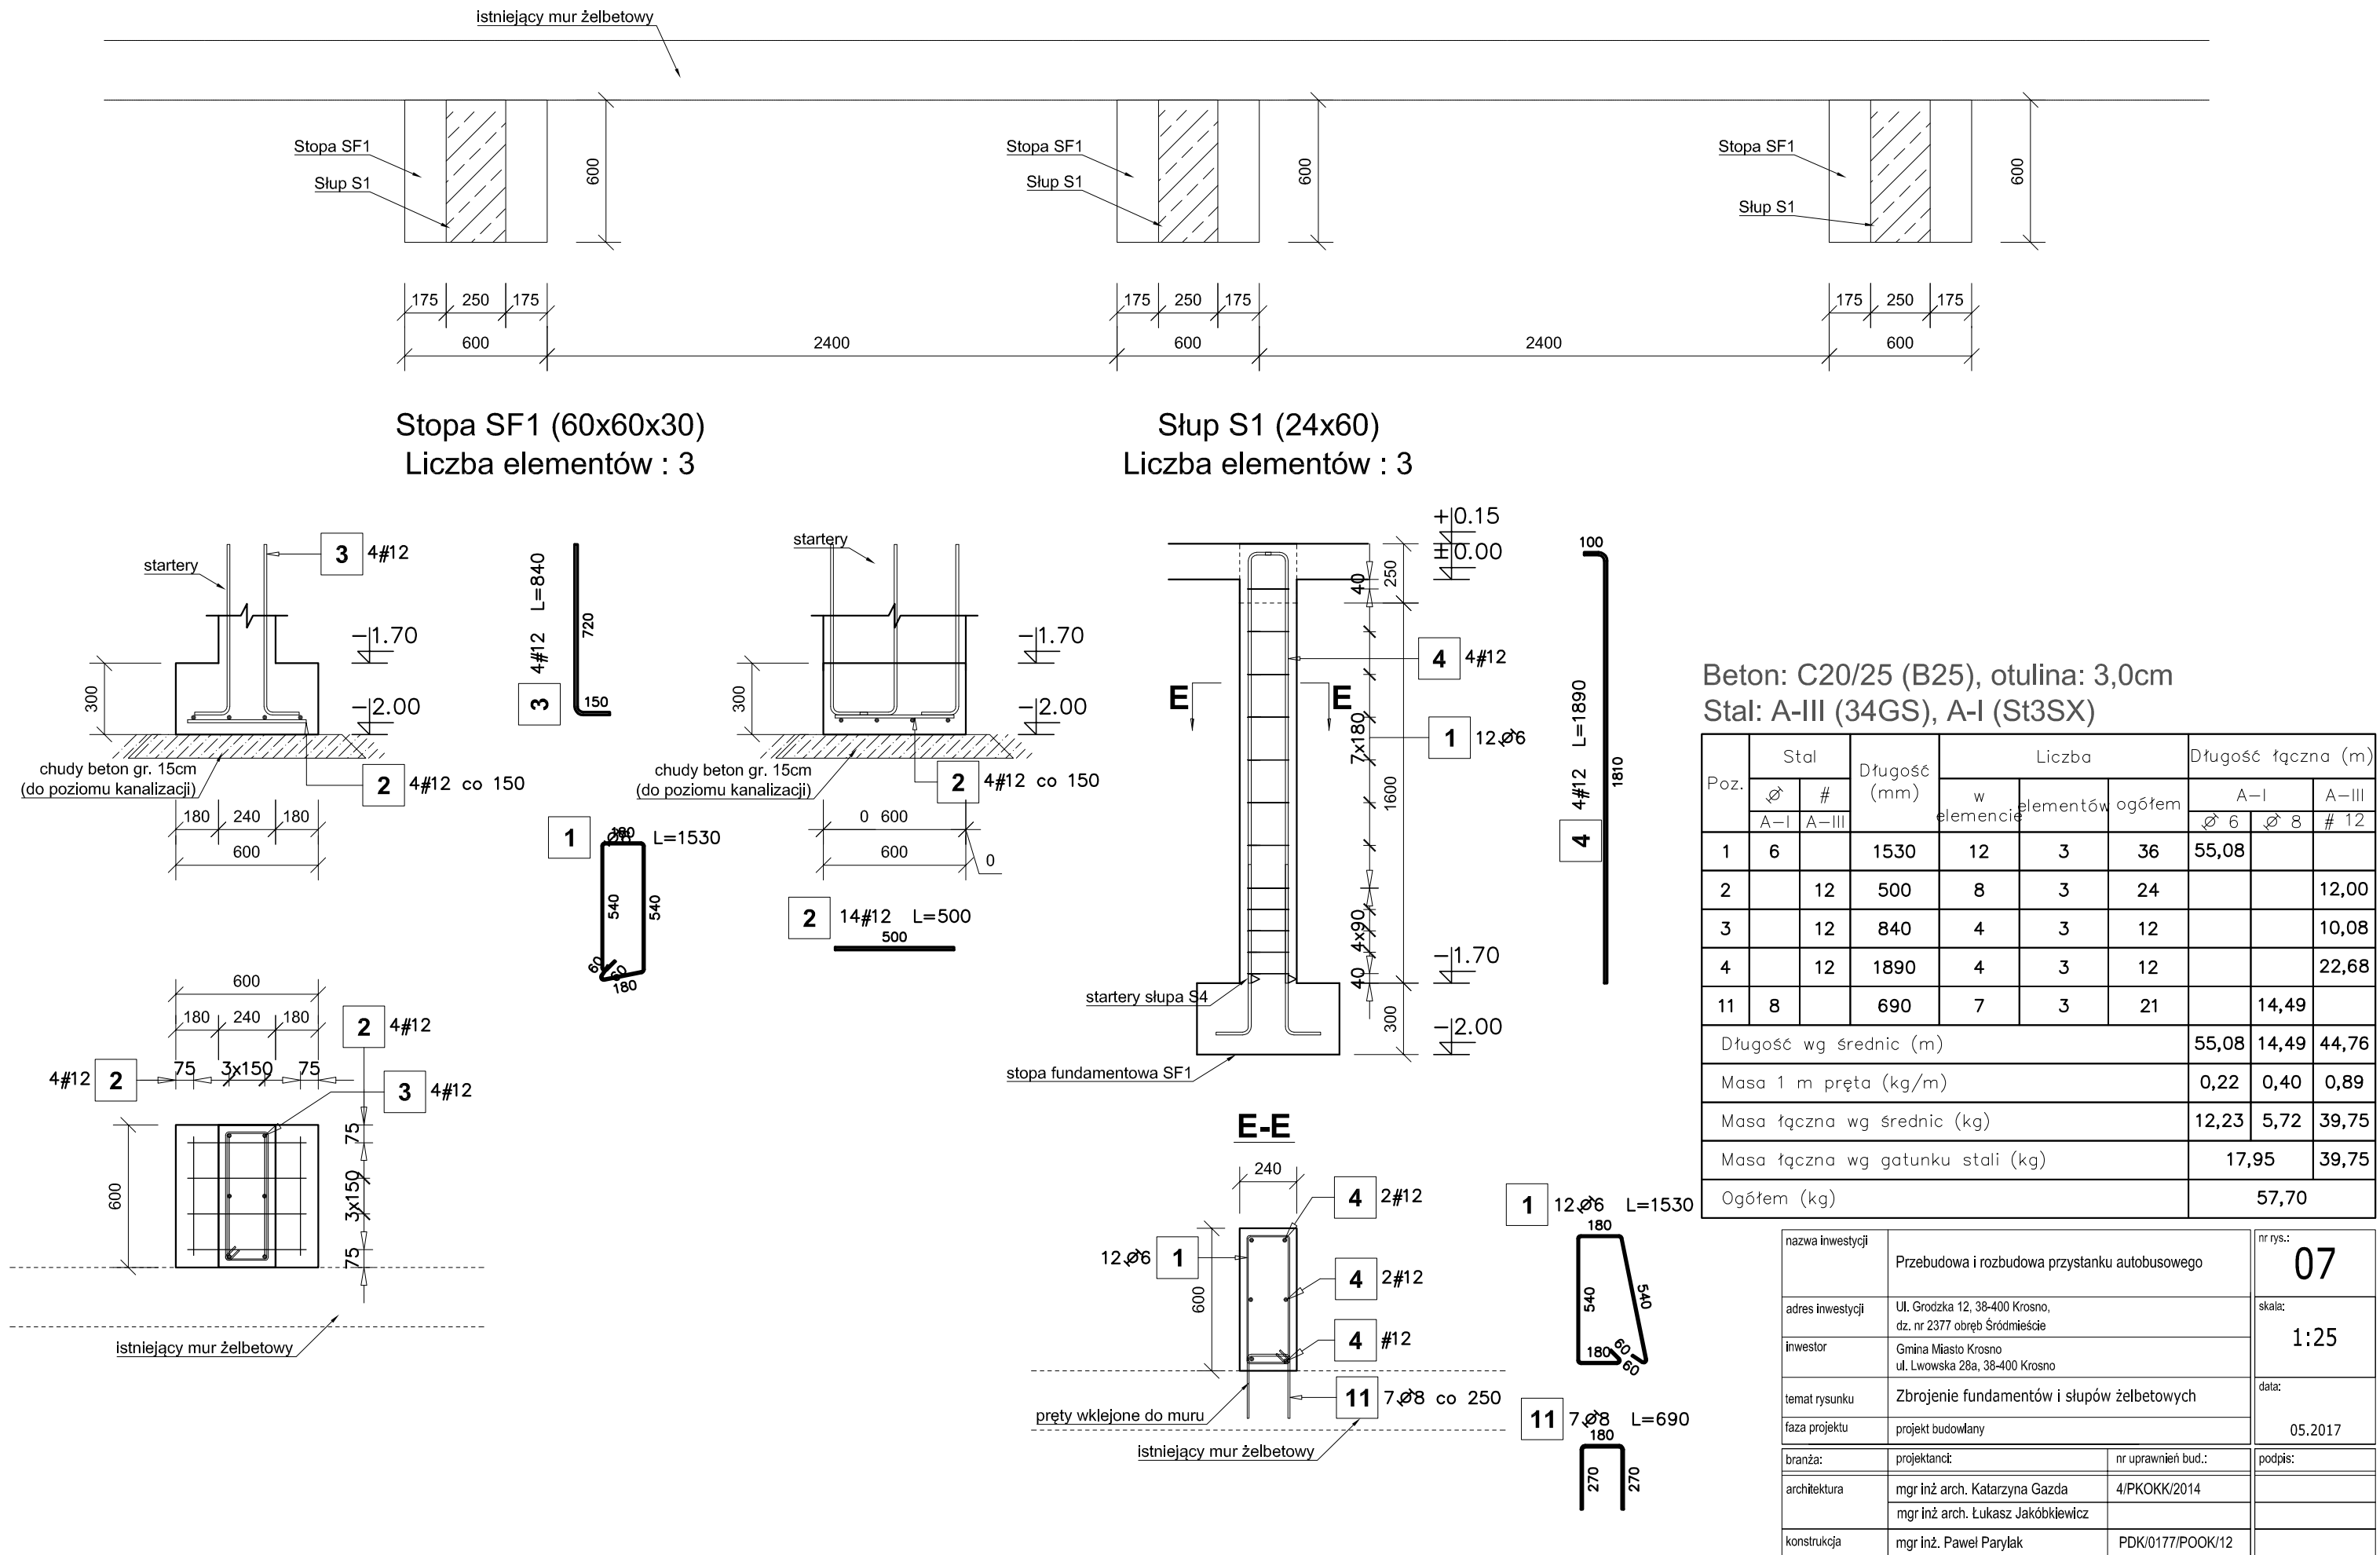 istniejący mur żelbetowy
Stopa SF1
Słup S1
600
Stopa SF1
Słup S1
600
Stopa SF1
Słup S1
600
175 250 175
175 250 175
175 250 175
600 2400 600 2400 600
Stopa SF1 (60x60x30)
Liczba elementów : 3
Słup S1 (24x60)
Liczba elementów : 3
startery
3 4#12
-1.70
300
-2.00
chudy beton gr. 15cm
(do poziomu kanalizacji)
2 4#12 co 150
180 240 180
600
3 4#12 L=840
720
150
startery
-1.70
300
-2.00
chudy beton gr. 15cm
(do poziomu kanalizacji)
2 4#12 co 150
0 600
600
0
1 L=1530
180
540
540
60
60
180
2 14#12 L=500
500
600
180 240 180
2 4#12
4#12 2
75 3x150 75
3 4#12
600
75
3x150
75
istniejący mur żelbetowy
+0.15
±0.00
40
250
4 4#12
E E
7x180
1 12ø6
1600
4x90
40
-1.70
startery słupa S4
300
-2.00
stopa fundamentowa SF1
100
4 4#12 L=1890
1810
E-E
240
4 2#12
12ø6 1
600
4 2#12
4 #12
11 7ø8 co 250
pręty wklejone do muru
istniejący mur żelbetowy
1 12ø6 L=1530
180
540
540
180
60
60
11 7ø8 L=690
180
270
270
Beton: C20/25 (B25), otulina: 3,0cm
Stal: A-III (34GS), A-I (St3SX)
Poz. Stal Długość (mm) Liczba Długość łączna (m)
ø # w elemencie elementów ogółem A-I A-III
A-I A-III ø 6 ø 8 # 12
1 6 1530 12 3 36 55,08
2 12 500 8 3 24 12,00
3 12 840 4 3 12 10,08
4 12 1890 4 3 12 22,68
11 8 690 7 3 21 14,49
Długość wg średnic (m) 55,08 14,49 44,76
Masa 1 m pręta (kg/m) 0,22 0,40 0,89
Masa łączna wg średnic (kg) 12,23 5,72 39,75
Masa łączna wg gatunku stali (kg) 17,95 39,75
Ogółem (kg) 57,70
nazwa inwestycji Przebudowa i rozbudowa przystanku autobusowego
nr rys.: 07
adres inwestycji Ul. Grodzka 12, 38-400 Krosno,
dz. nr 2377 obręb Śródmieście
skala: 1:25
inwestor Gmina Miasto Krosno
ul. Lwowska 28a, 38-400 Krosno
temat rysunku Zbrojenie fundamentów i słupów żelbetowych
data: 05.2017
faza projektu projekt budowlany
branża: projektanci: nr uprawnień bud.: podpis:
architektura mgr inż arch. Katarzyna Gazda 4/PKOKK/2014
mgr inż arch. Łukasz Jakóbkiewicz
konstrukcja mgr inż. Paweł Parylak PDK/0177/POOK/12